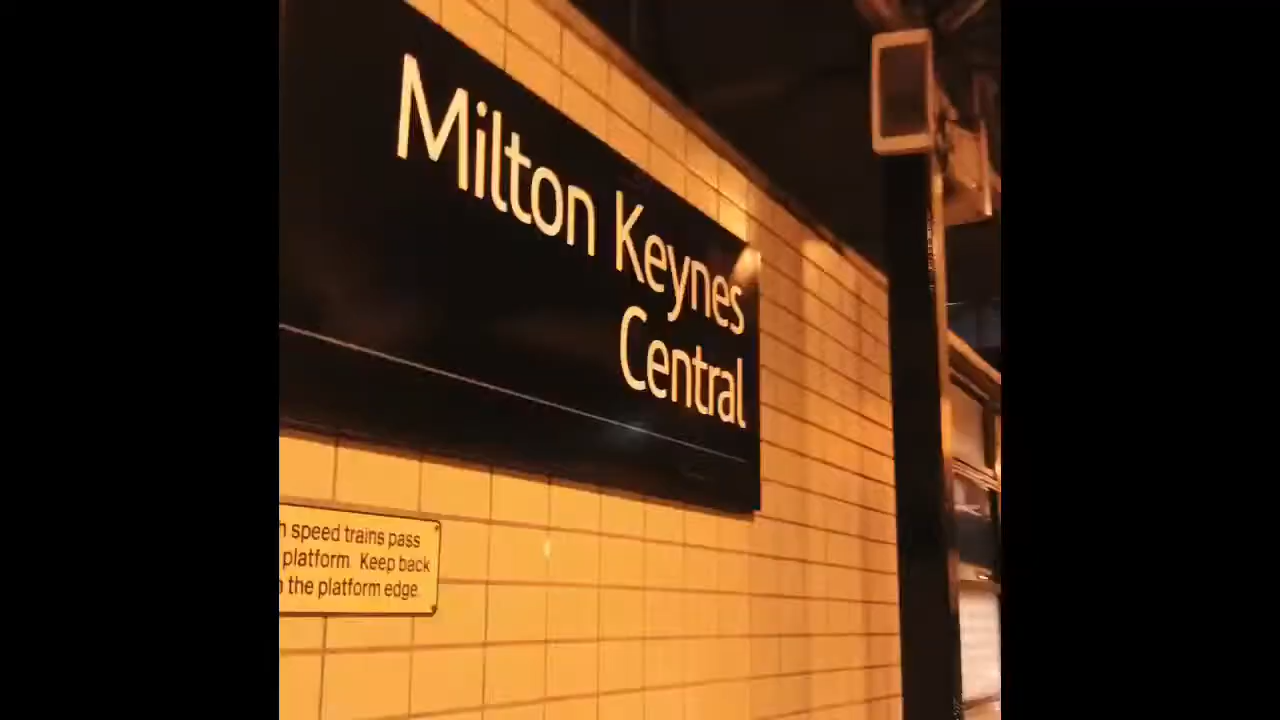 Milton Keynes
Central
speed trains pass
platform. Keep back
the platform edge.